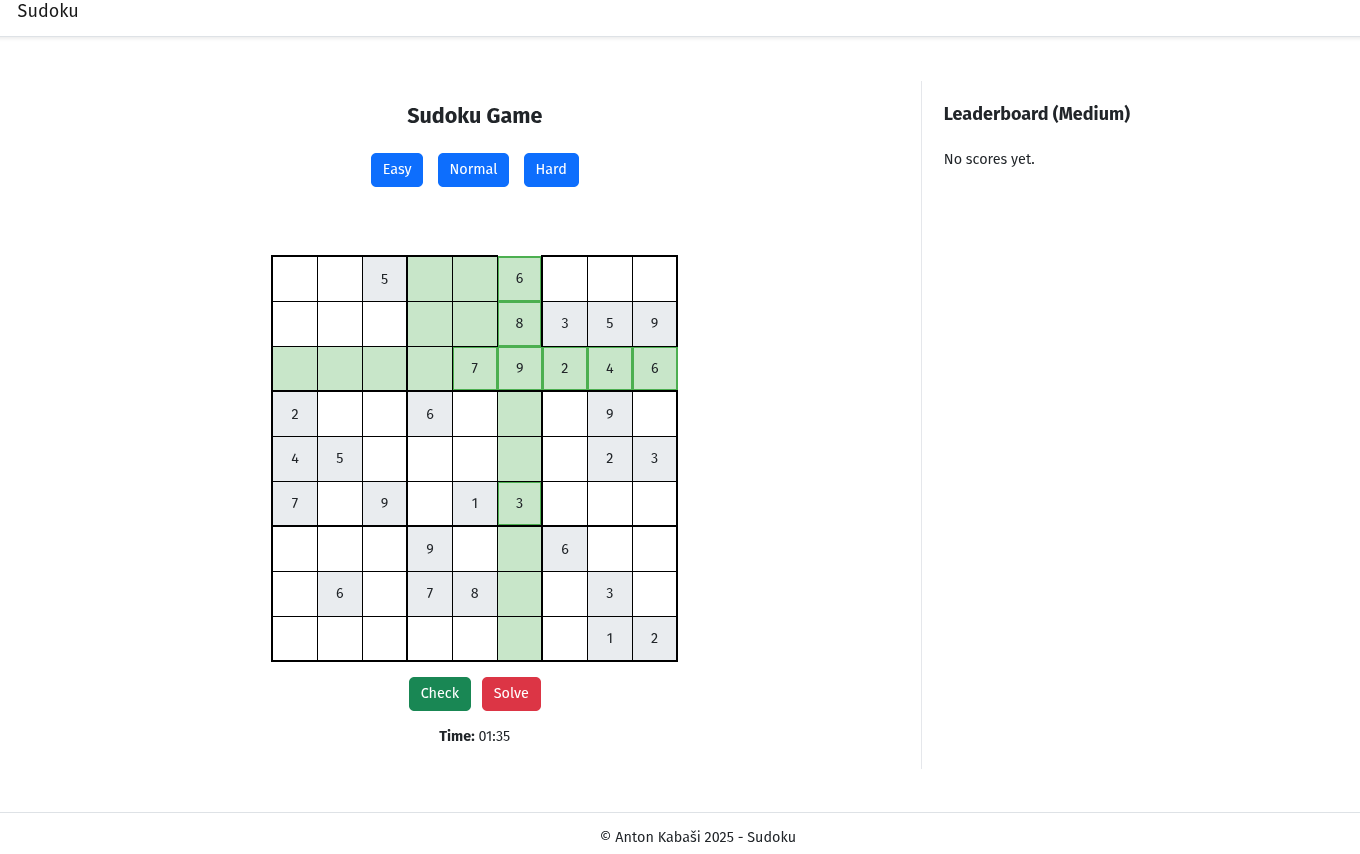 Sudoku
Sudoku Game
Easy Normal Hard
5 6
8 3 5 9
7 9 2 4 6
2 6 9
4 5 2 3
7 9 1 3
9 6
6 7 8 3
1 2
Check Solve
Time: 01:35
Leaderboard (Medium)
No scores yet.
© Anton Kabaši 2025 - Sudoku